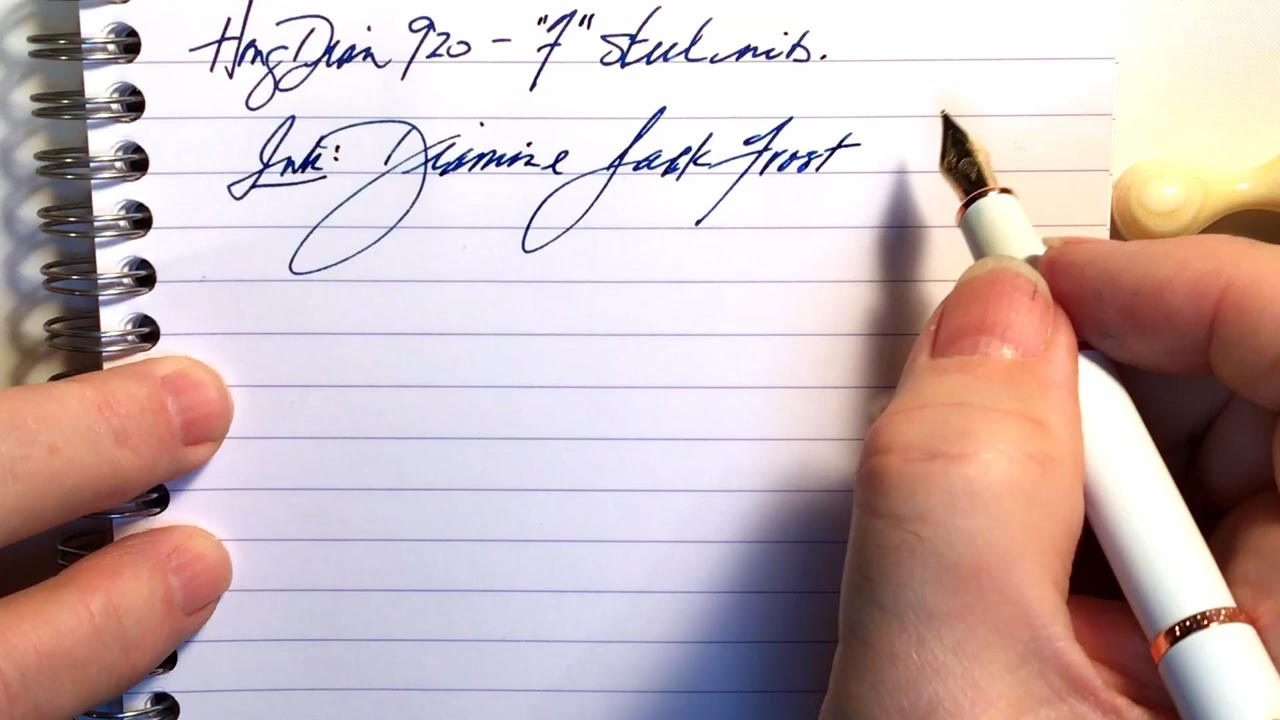 HongDian 920 - "F" steel nib.
Ink: Diamine Jack Frost